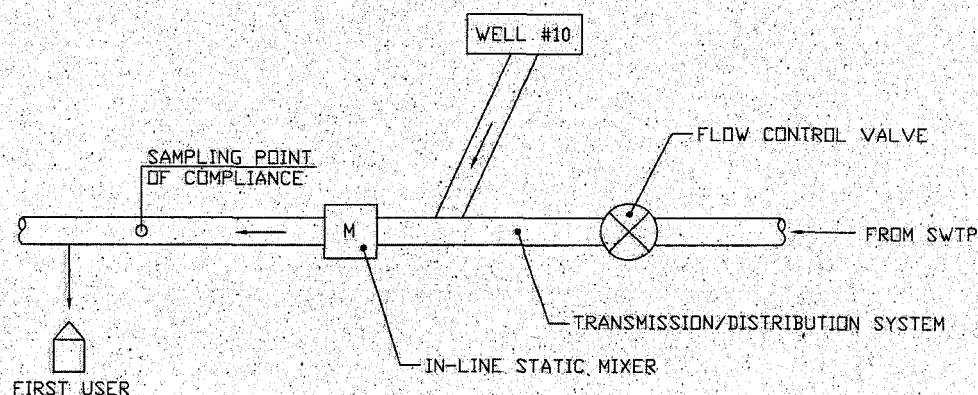 WELL #10
FLOW CONTROL VALVE
SAMPLING POINT
OF COMPLIANCE
M
FROM SWTP
TRANSMISSION/DISTRIBUTION SYSTEM
IN-LINE STATIC MIXER
FIRST USER